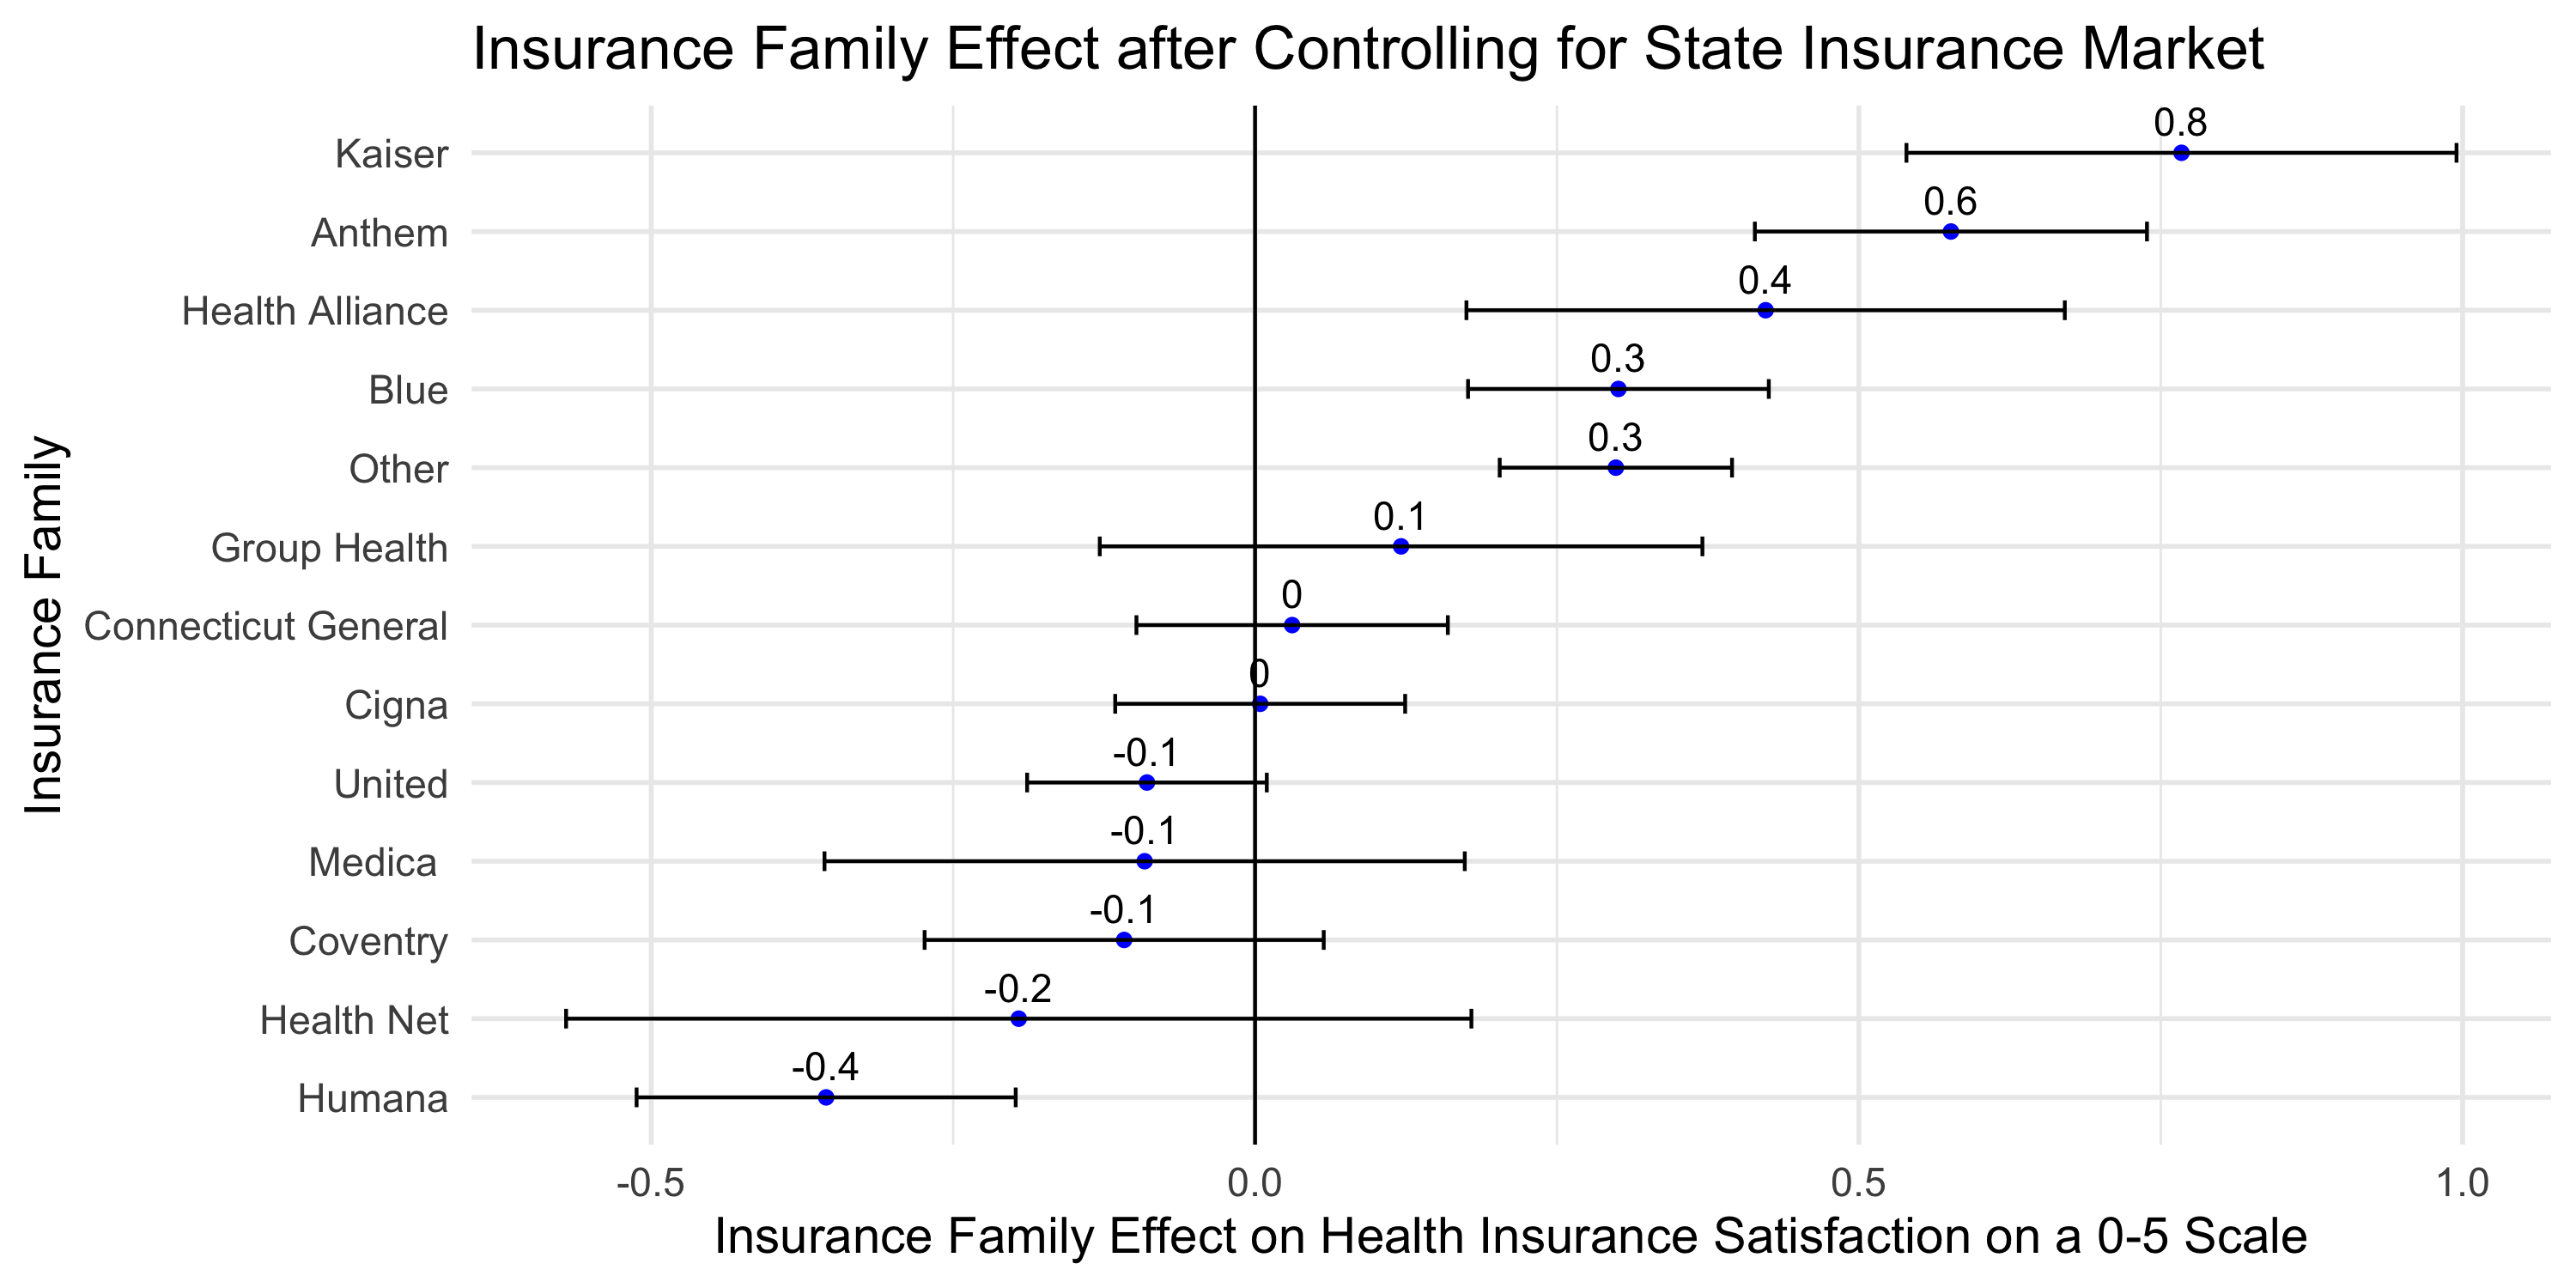 Insurance Family Effect after Controlling for State Insurance Market
Kaiser
0.8
Anthem
0.6
Health Alliance
0.4
Blue
0.3
Other
0.3
Group Health
0.1
Connecticut General
0
Cigna
0
United
-0.1
Medica
-0.1
Coventry
-0.1
Health Net
-0.2
Humana
-0.4
Insurance Family
-0.5 0.0 0.5 1.0
Insurance Family Effect on Health Insurance Satisfaction on a 0-5 Scale